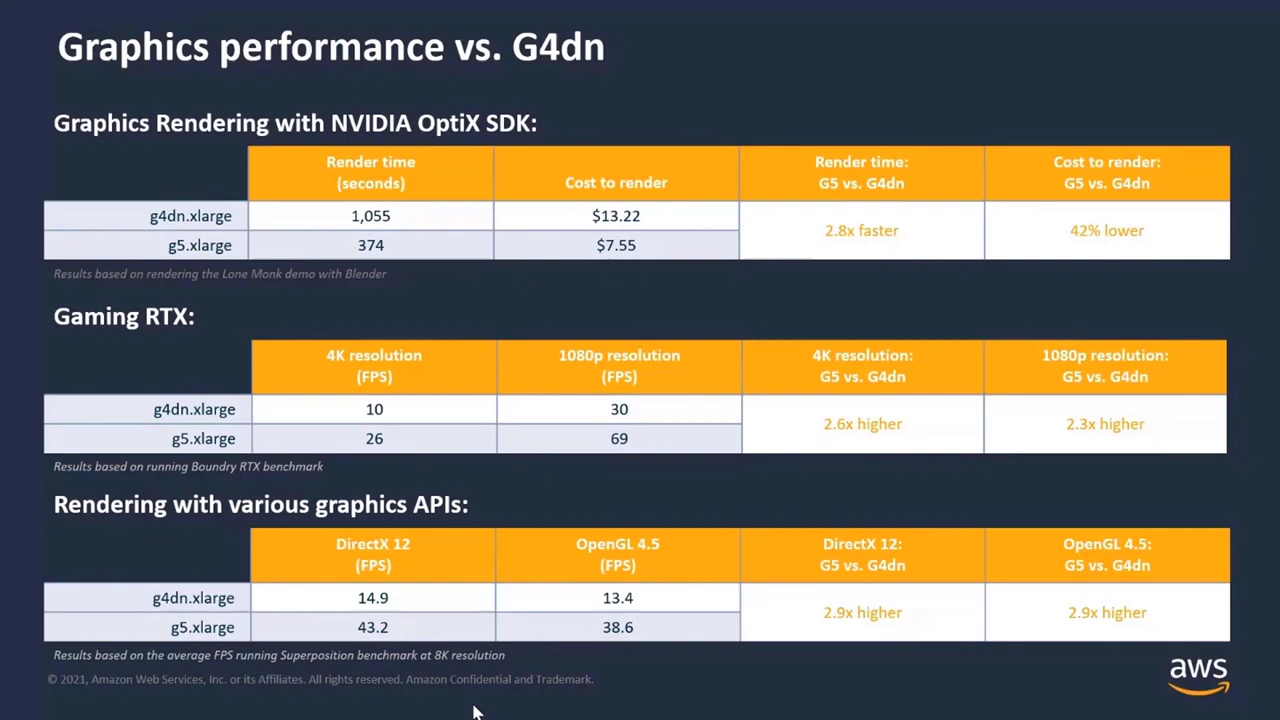 Graphics performance vs. G4dn
Graphics Rendering with NVIDIA OptiX SDK:
Render time (seconds) Cost to render Render time: G5 vs. G4dn Cost to render: G5 vs. G4dn
g4dn.xlarge 1,055 $13.22 2.8x faster 42% lower
g5.xlarge 374 $7.55
Results based on rendering the Lone Monk demo with Blender
Gaming RTX:
4K resolution (FPS) 1080p resolution (FPS) 4K resolution: G5 vs. G4dn 1080p resolution: G5 vs. G4dn
g4dn.xlarge 10 30 2.6x higher 2.3x higher
g5.xlarge 26 69
Results based on running Boundry RTX benchmark
Rendering with various graphics APIs:
DirectX 12 (FPS) OpenGL 4.5 (FPS) DirectX 12: G5 vs. G4dn OpenGL 4.5: G5 vs. G4dn
g4dn.xlarge 14.9 13.4 2.9x higher 2.9x higher
g5.xlarge 43.2 38.6
Results based on the average FPS running Superposition benchmark at 8K resolution
© 2021, Amazon Web Services, Inc. or its Affiliates. All rights reserved. Amazon Confidential and Trademark.
aws